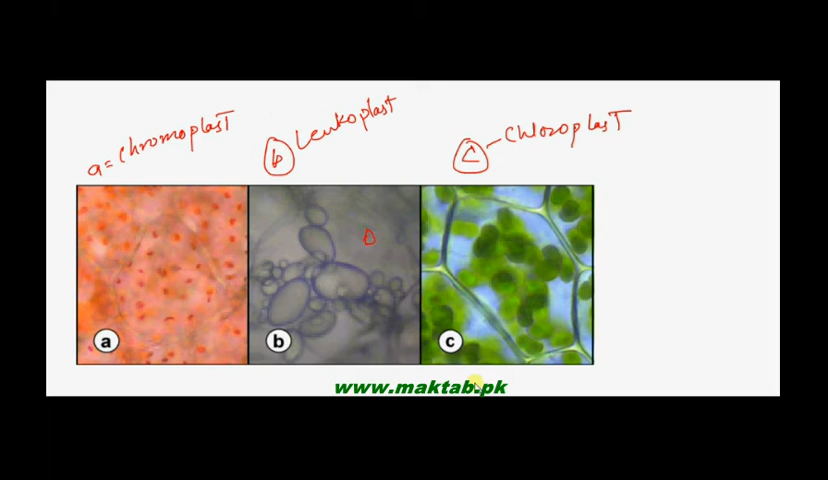 a= chromoplasT
b Leukoplast
C - ChloroplasT
a
b
c
www.maktab.pk